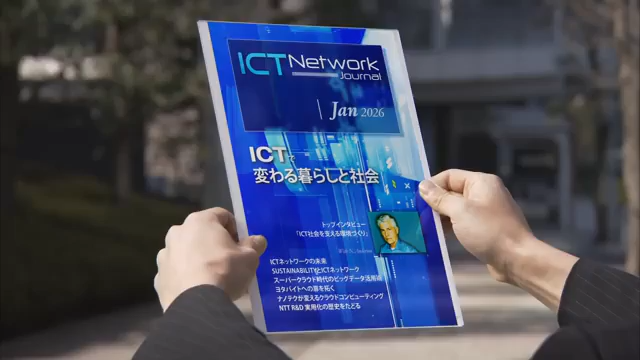 ICT Network
Journal
Jan 2026
ICTで
変わる暮らしと社会
トップインタビュー
「ICT社会を支える環境づくり」
ICTネットワークの未来
SUSTAINABILITYとICTネットワーク
スーパークラウド時代のビッグデータ活用術
ヨタバイトへの扉を拓く
ナノテクが変えるクラウドコンピューティング
NTT R&D 実用化の歴史をたどる